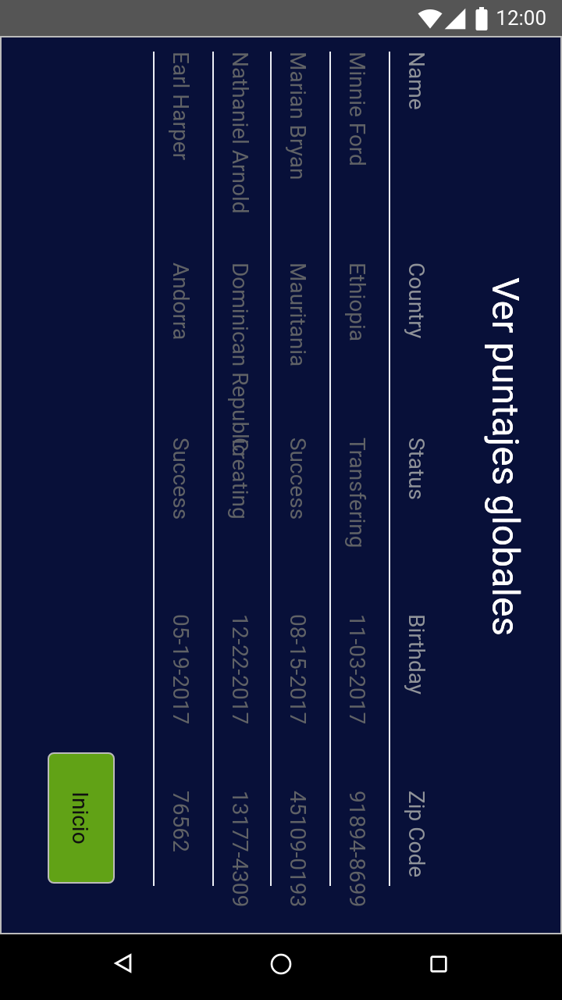 12:00
Ver puntajes globales
Name Country Status Birthday Zip Code
Minnie Ford Ethiopia Transfering 11-03-2017 91894-8699
Marian Bryan Mauritania Success 08-15-2017 45109-0193
Nathaniel Arnold Dominican Republic Creating 12-22-2017 13177-4309
Earl Harper Andorra Success 05-19-2017 76562
Inicio